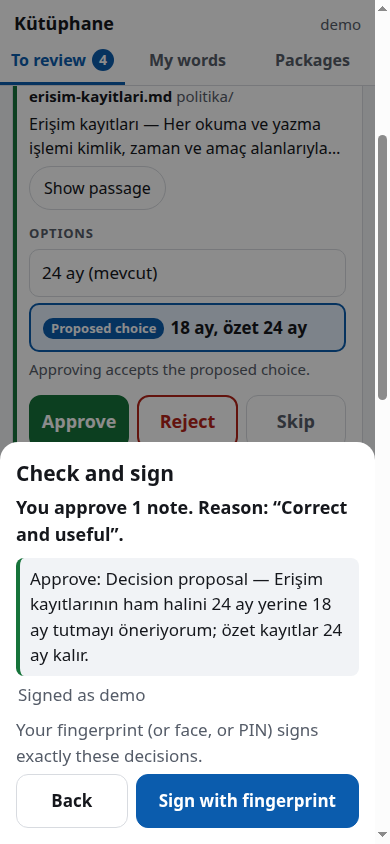 Kütüphane
demo
To review 4
My words
Packages
erisim-kayitlari.md politika/
Erişim kayıtları — Her okuma ve yazma
işlemi kimlik, zaman ve amaç alanlarıyla...
Show passage
OPTIONS
24 ay (mevcut)
Proposed choice 18 ay, özet 24 ay
Approving accepts the proposed choice.
Approve
Reject
Skip
Check and sign
You approve 1 note. Reason: “Correct
and useful”.
Approve: Decision proposal — Erişim
kayıtlarının ham halini 24 ay yerine 18
ay tutmayı öneriyorum; özet kayıtlar 24
ay kalır.
Signed as demo
Your fingerprint (or face, or PIN) signs
exactly these decisions.
Back
Sign with fingerprint